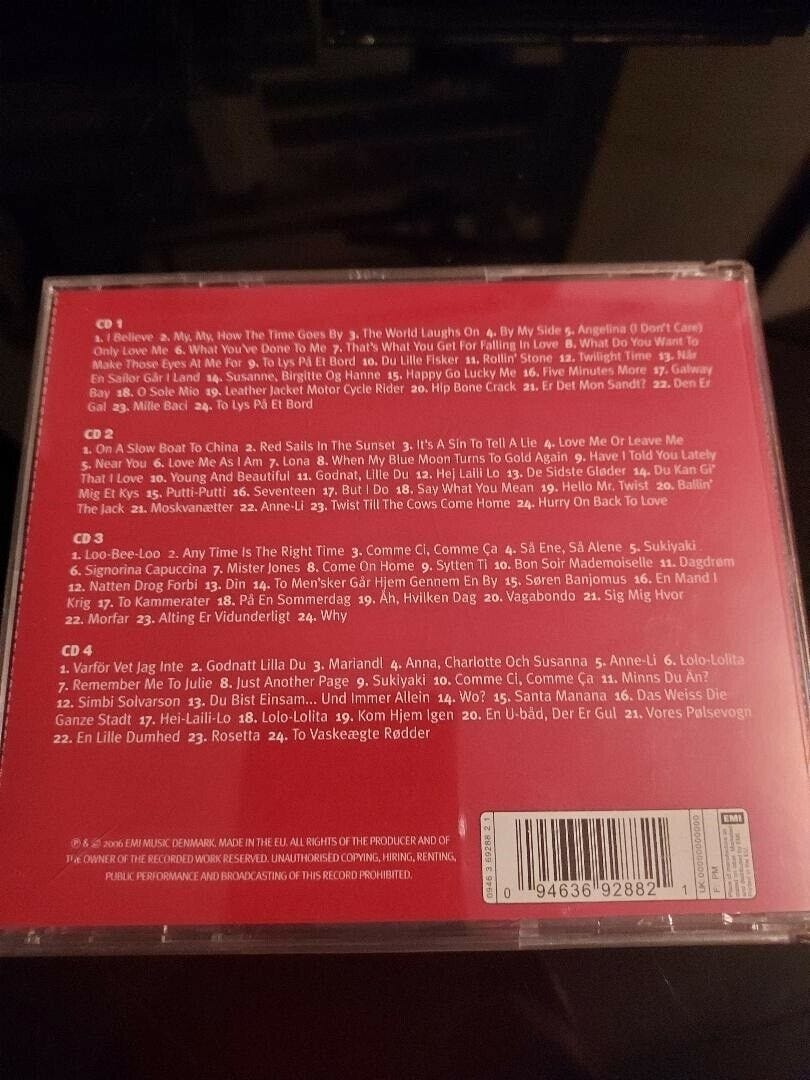 CD 1
1. I Believe 2. My, My, How The Time Goes By 3. The World Laughs On 4. By My Side 5. Angelina (I Don't Care)
Only Love Me 6. What You've Done To Me 7. That's What You Get For Falling In Love 8. What Do You Want To
Make Those Eyes At Me For 9. To Lys På Et Bord 10. Du Lille Fisker 11. Rollin' Stone 12. Twilight Time 13. Når
En Sailor Går I Land 14. Susanne, Birgitte Og Hanne 15. Happy Go Lucky Me 16. Five Minutes More 17. Galway
Bay 18. O Sole Mio 19. Leather Jacket Motor Cycle Rider 20. Hip Bone Crack 21. Er Det Mon Sandt? 22. Den Er
Gal 23. Mille Baci 24. To Lys På Et Bord
CD 2
1. On A Slow Boat To China 2. Red Sails In The Sunset 3. It's A Sin To Tell A Lie 4. Love Me Or Leave Me
5. Near You 6. Love Me As I Am 7. Lona 8. When My Blue Moon Turns To Gold Again 9. Have I Told You Lately
That I Love 10. Young And Beautiful 11. Godnat, Lille Du 12. Hej Laili Lo 13. De Sidste Gløder 14. Du Kan Gi'
Mig Et Kys 15. Putti-Putti 16. Seventeen 17. But I Do 18. Say What You Mean 19. Hello Mr. Twist 20. Ballin'
The Jack 21. Moskvanætter 22. Anne-Li 23. Twist Till The Cows Come Home 24. Hurry On Back To Love
CD 3
1. Loo-Bee-Loo 2. Any Time Is The Right Time 3. Comme Ci, Comme Ça 4. Så Ene, Så Alene 5. Sukiyaki
6. Signorina Capuccina 7. Mister Jones 8. Come On Home 9. Sytten Ti 10. Bon Soir Mademoiselle 11. Dagdrøm
12. Natten Drog Forbi 13. Din 14. To Men'sker Går Hjem Gennem En By 15. Søren Banjomus 16. En Mand I
Krig 17. To Kammerater 18. På En Sommerdag 19. Åh, Hvilken Dag 20. Vagabondo 21. Sig Mig Hvor
22. Morfar 23. Alting Er Vidunderligt 24. Why
CD 4
1. Varför Vet Jag Inte 2. Godnatt Lilla Du 3. Mariandl 4. Anna, Charlotte Och Susanna 5. Anne-Li 6. Lolo-Lolita
7. Remember Me To Julie 8. Just Another Page 9. Sukiyaki 10. Comme Ci, Comme Ça 11. Minns Du Än?
12. Simbi Solvarson 13. Du Bist Einsam... Und Immer Allein 14. Wo? 15. Santa Manana 16. Das Weiss Die
Ganze Stadt 17. Hei-Laili-Lo 18. Lolo-Lolita 19. Kom Hjem Igen 20. En U-båd, Der Er Gul 21. Vores Pølsevogn
22. En Lille Dumhed 23. Rosetta 24. To Vaskeægte Rødder
℗ & © 2006 EMI MUSIC DENMARK. MADE IN THE EU. ALL RIGHTS OF THE PRODUCER AND OF
THE OWNER OF THE RECORDED WORK RESERVED. UNAUTHORISED COPYING, HIRING, RENTING,
PUBLIC PERFORMANCE AND BROADCASTING OF THIS RECORD PROHIBITED.
0946 3 69288 2 1
0 94636 92882 1
UK: 00000000000
F: PM
EMI